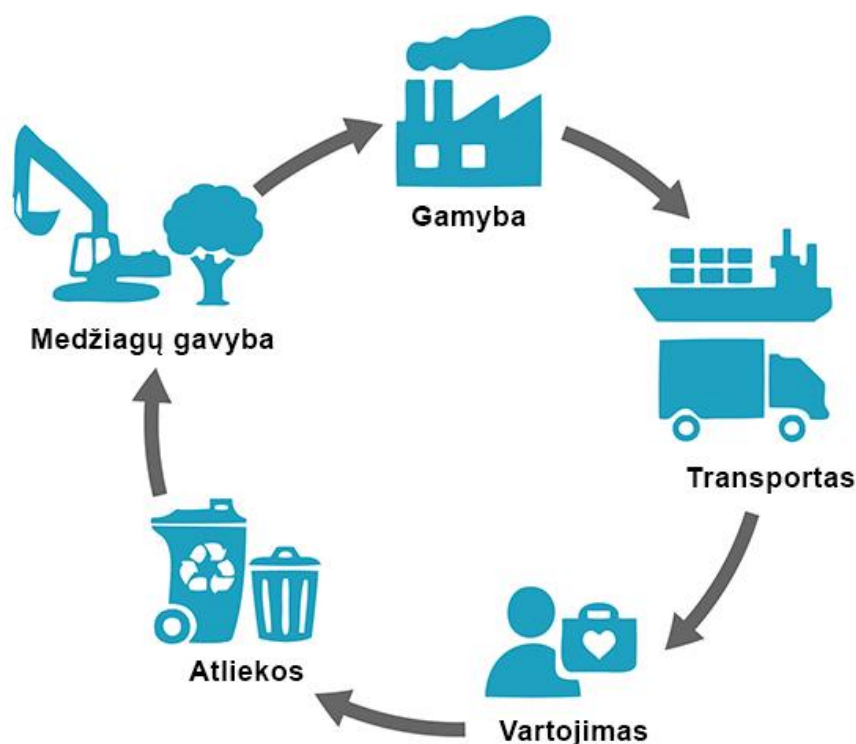 Gamyba
Medžiagų gavyba
Transportas
Atliekos
Vartojimas